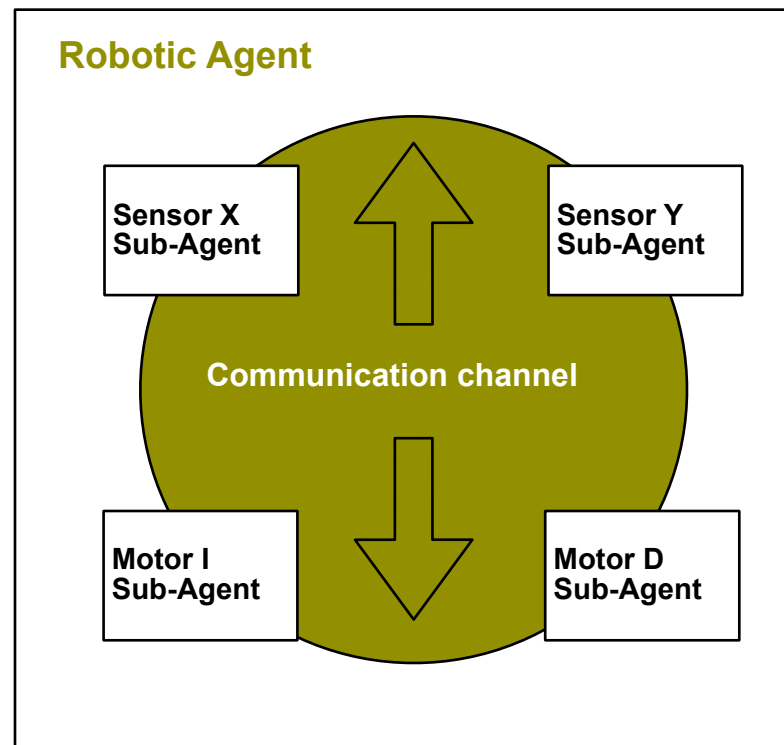 Robotic Agent
Sensor X
Sub-Agent
Sensor Y
Sub-Agent
Communication channel
Motor I
Sub-Agent
Motor D
Sub-Agent